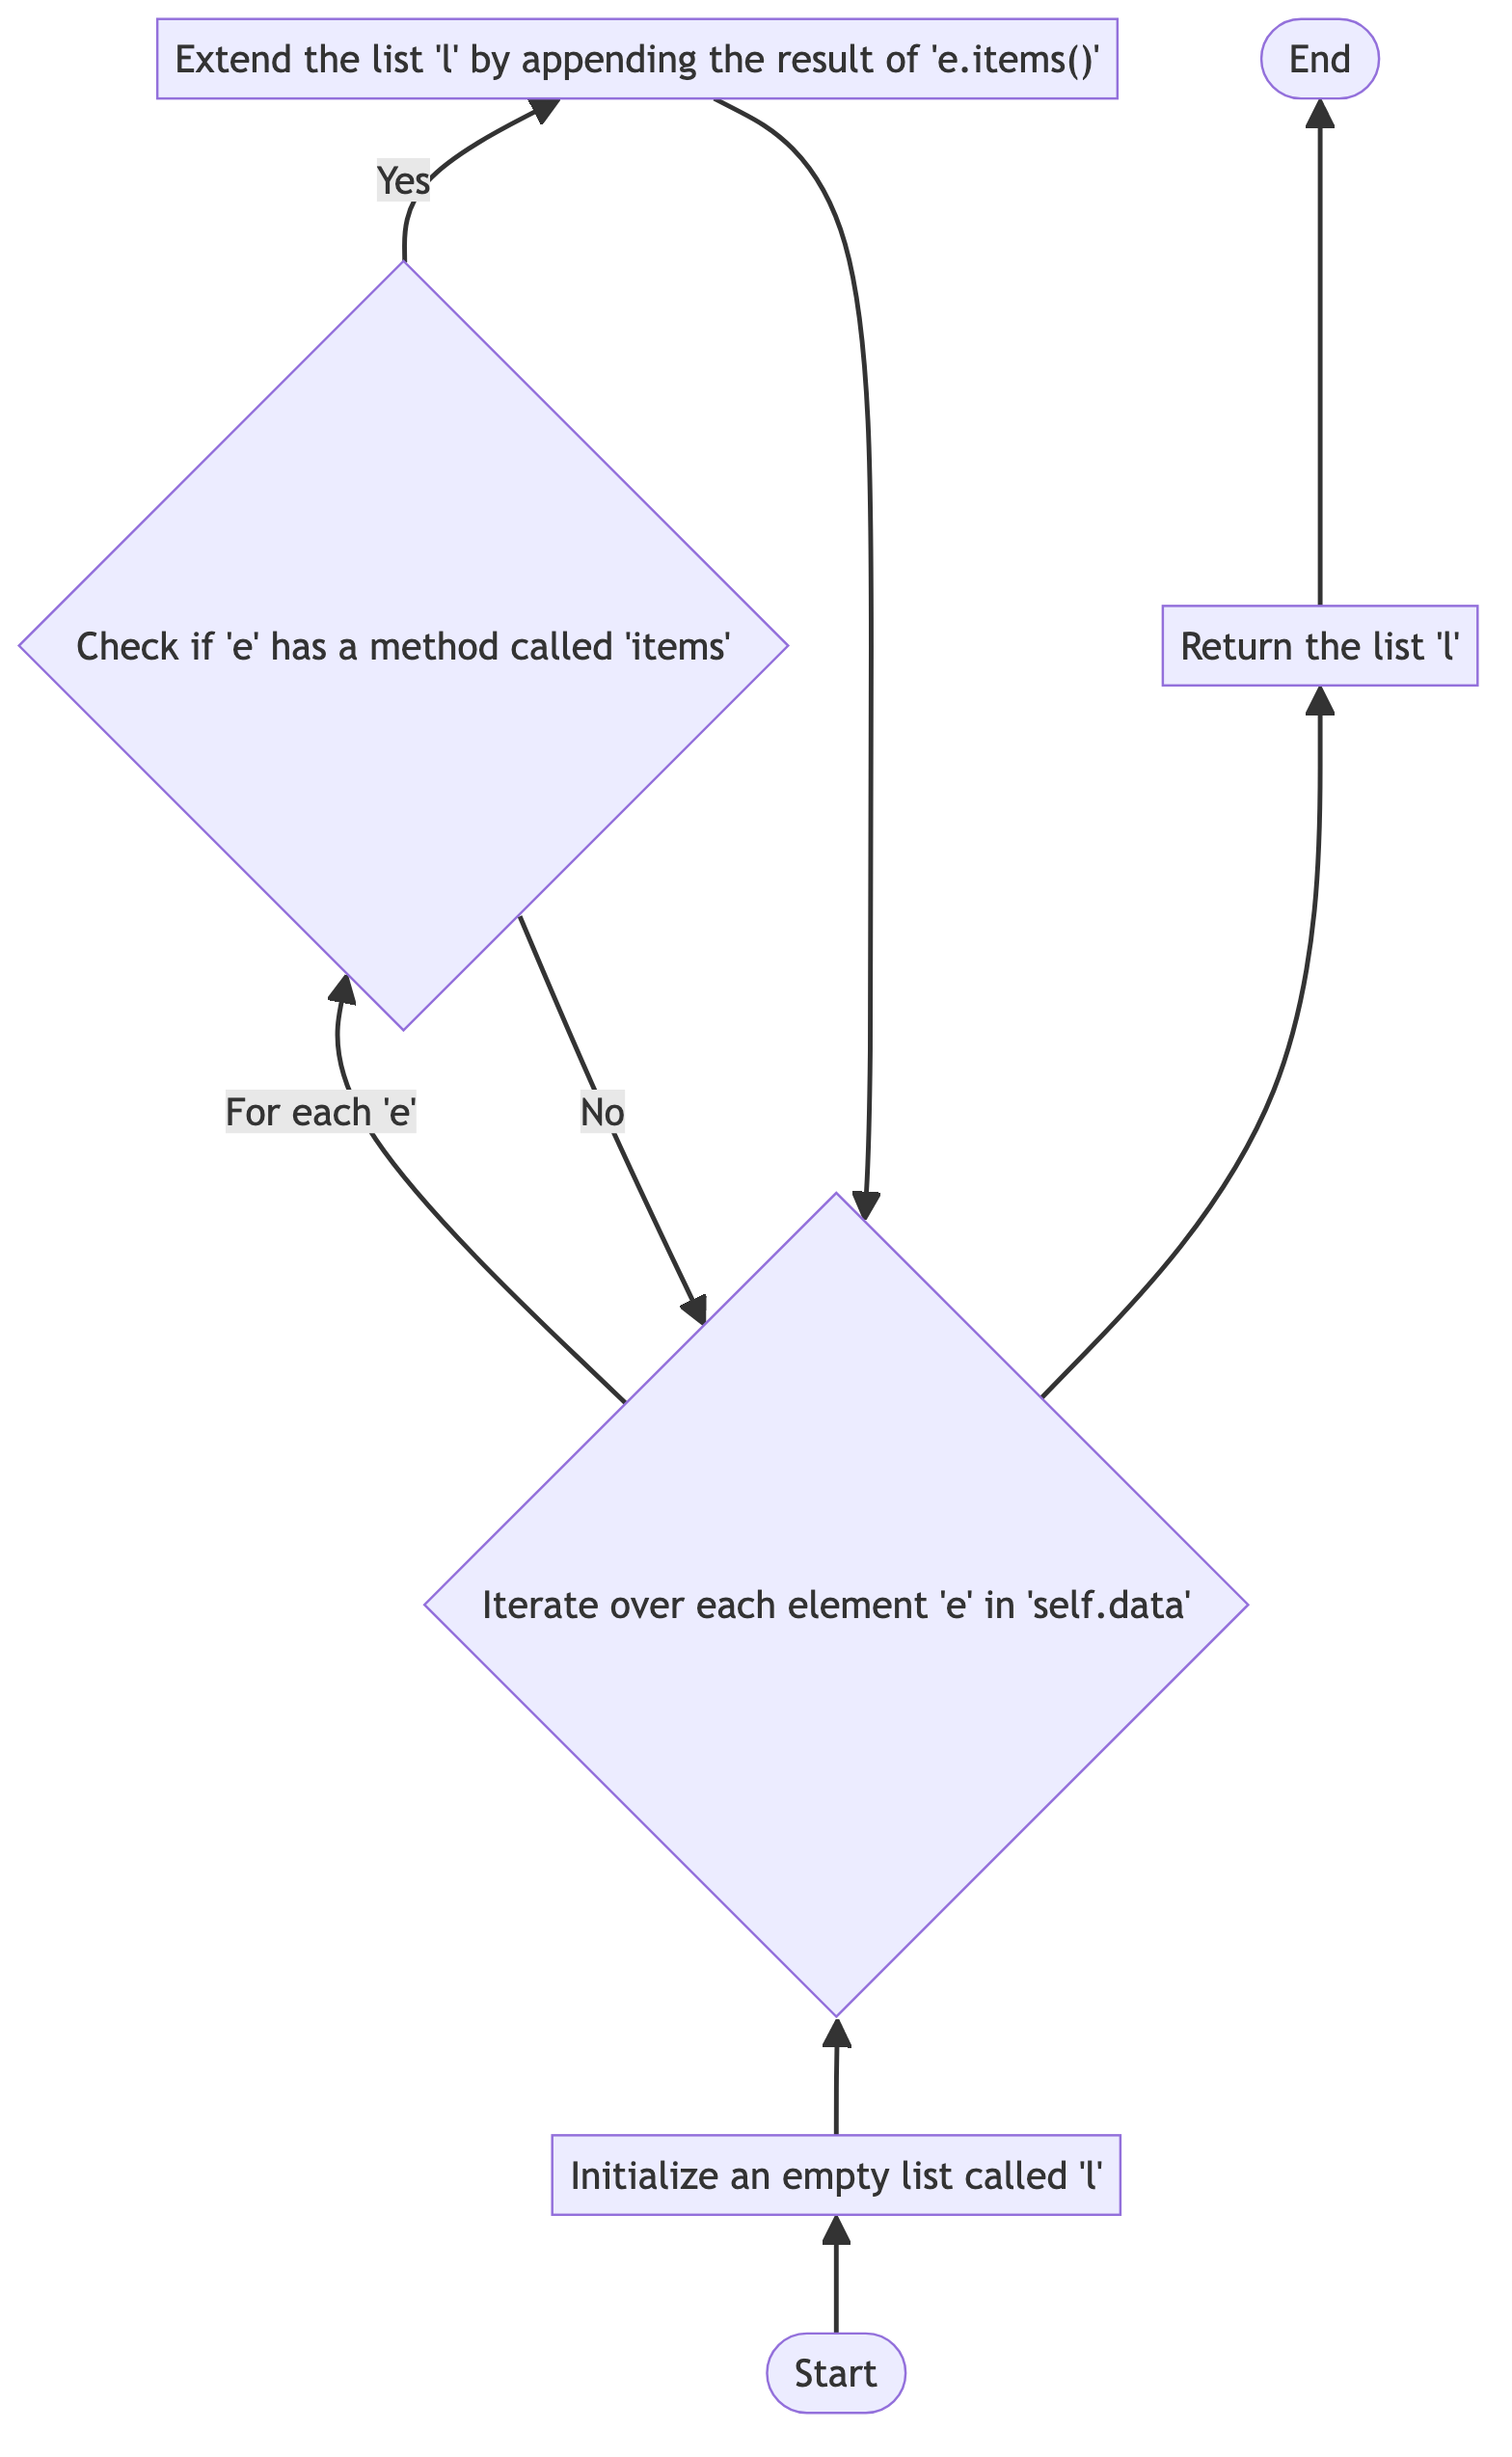 Extend the list 'l' by appending the result of 'e.items()'
End
Yes
Check if 'e' has a method called 'items'
Return the list 'l'
For each 'e'
No
Iterate over each element 'e' in 'self.data'
Initialize an empty list called 'l'
Start